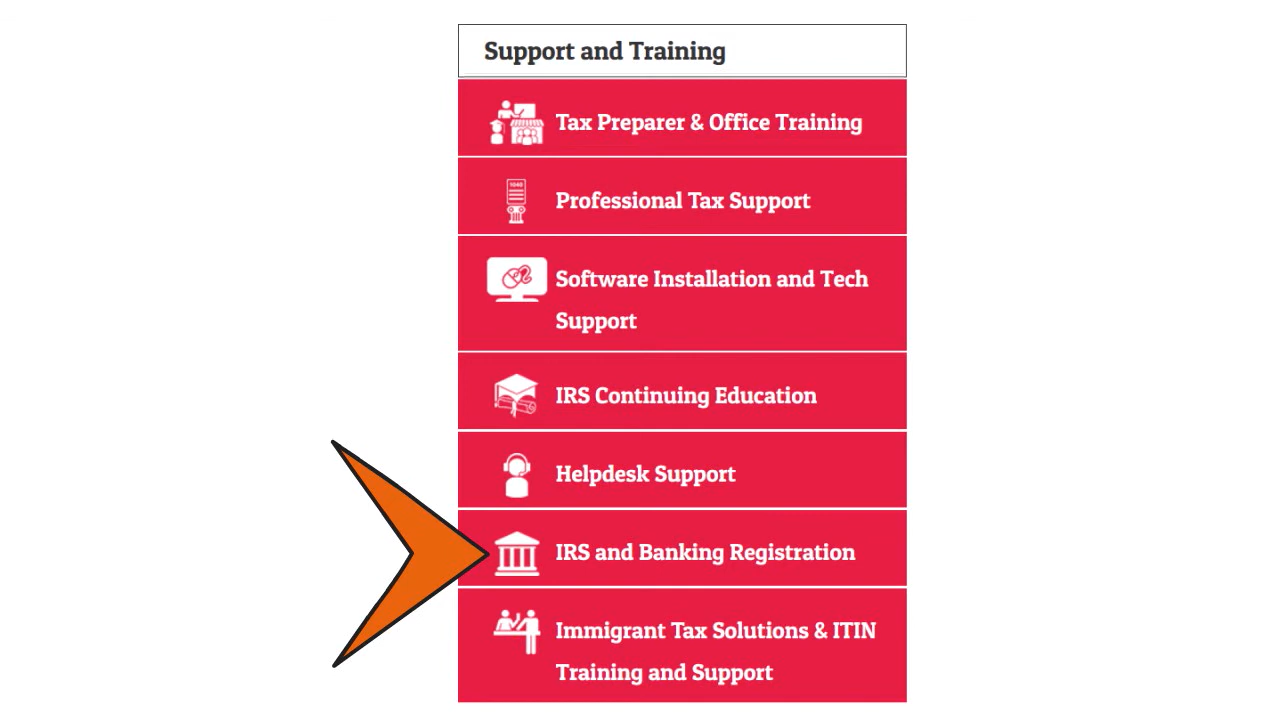 Support and Training
Tax Preparer & Office Training
1040
Professional Tax Support
Software Installation and Tech
Support
IRS Continuing Education
Helpdesk Support
IRS and Banking Registration
Immigrant Tax Solutions & ITIN
Training and Support